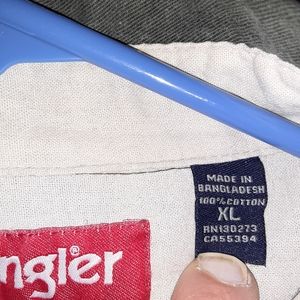 MADE IN
BANGLADESH
100% COTTON
XL
RN130273
CA55394
ngler®